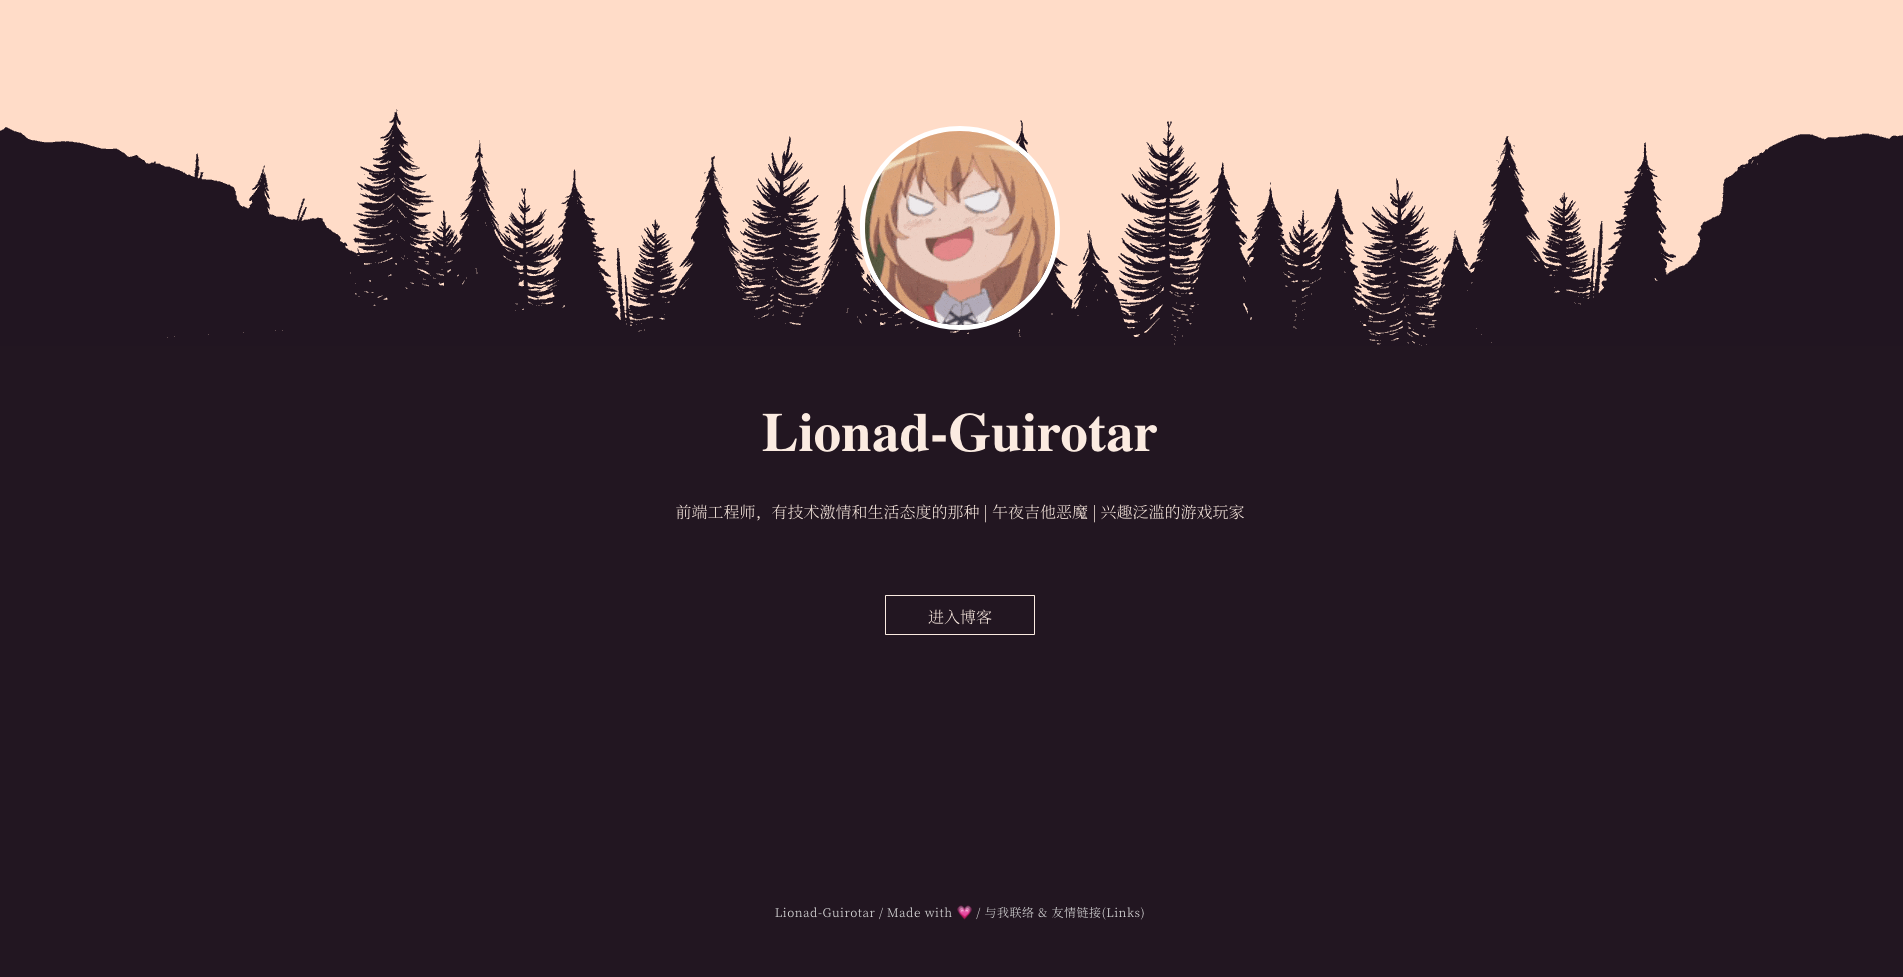 Lionad-Guirotar
前端工程师，有技术激情和生活态度的那种 | 午夜吉他恶魔 | 兴趣泛滥的游戏玩家
进入博客
Lionad-Guirotar / Made with 💗 / 与我联络 & 友情链接(Links)